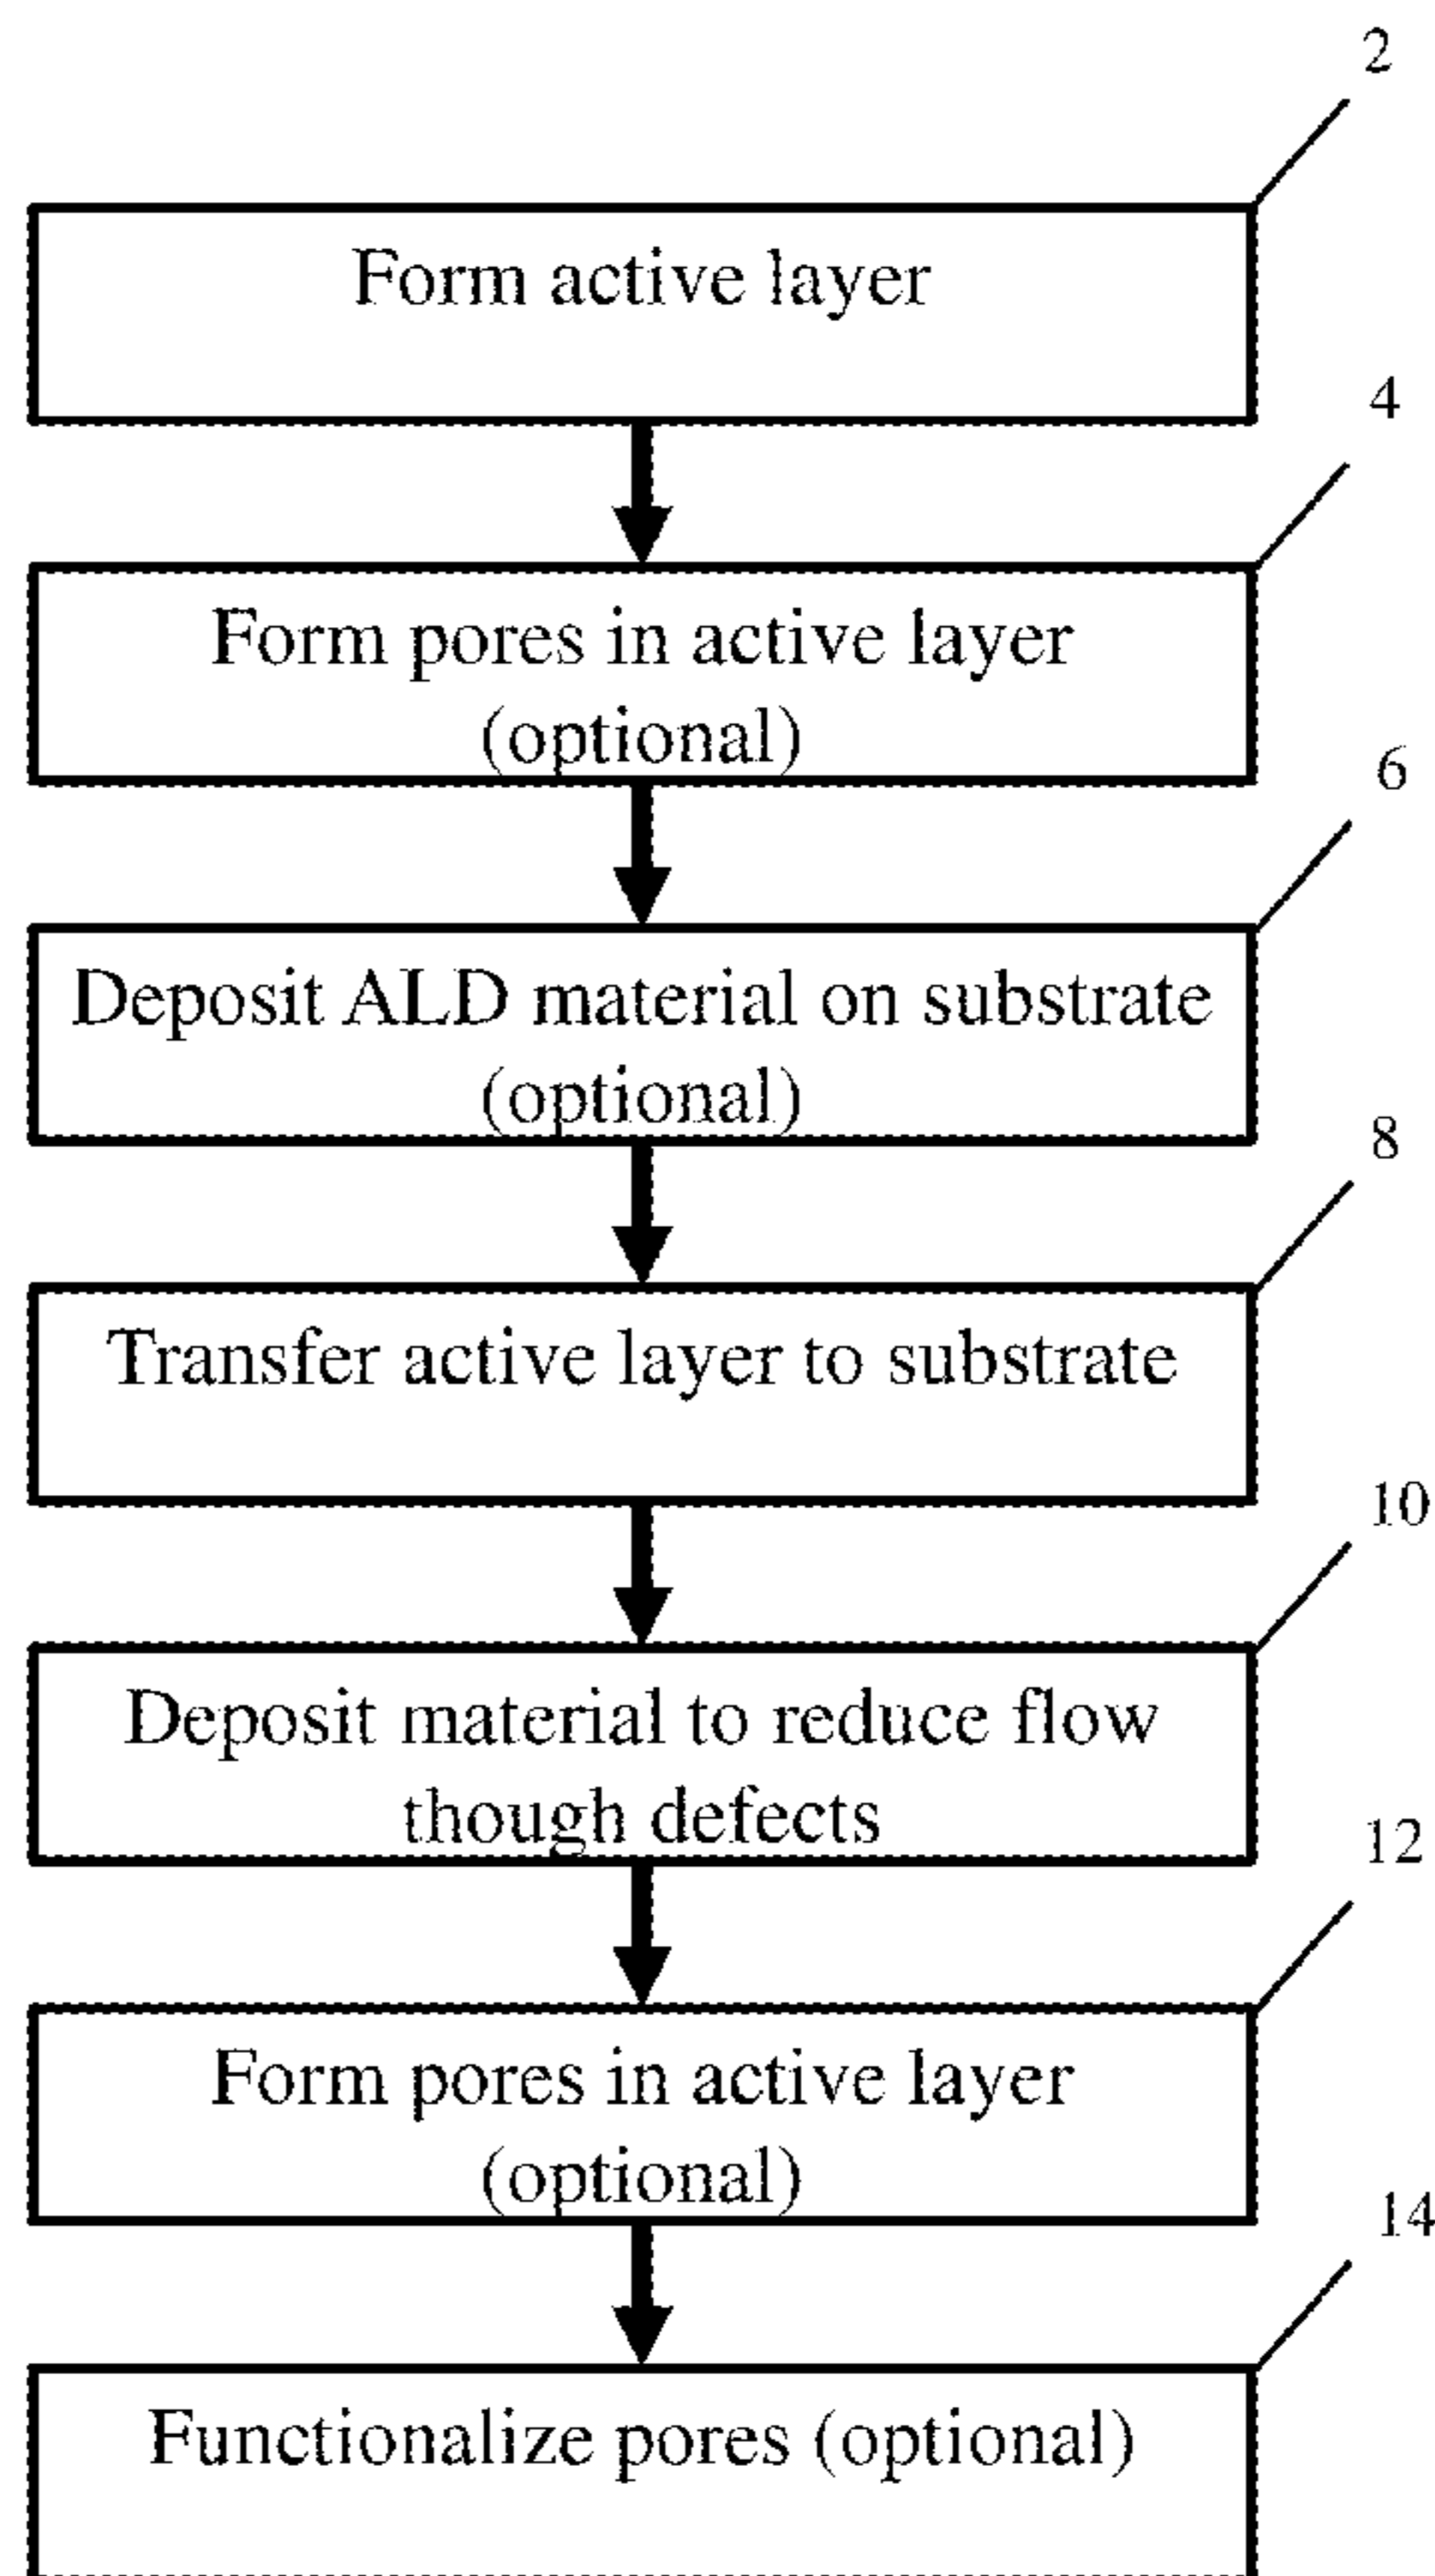 2
Form active layer
4
Form pores in active layer
(optional)
6
Deposit ALD material on substrate
(optional)
8
Transfer active layer to substrate
10
Deposit material to reduce flow
though defects
12
Form pores in active layer
(optional)
14
Functionalize pores (optional)